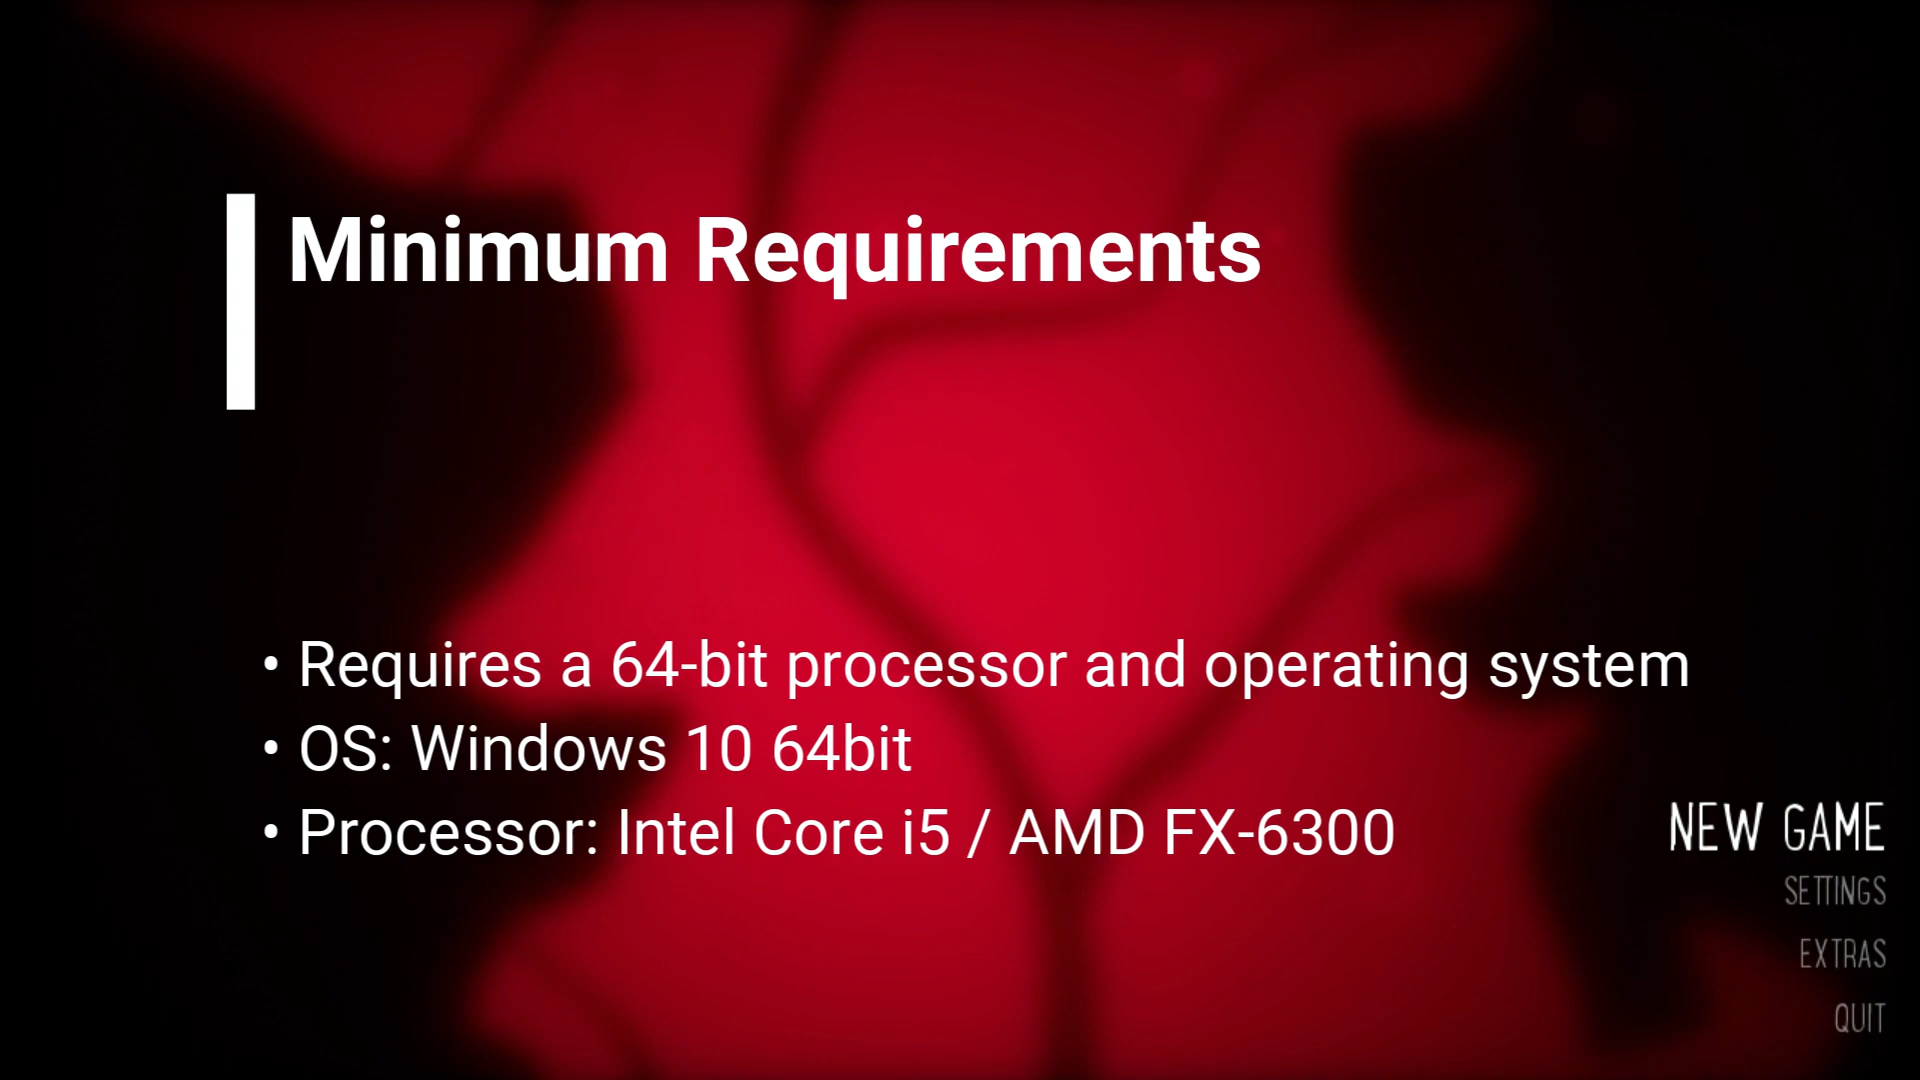 Minimum Requirements
• Requires a 64-bit processor and operating system
• OS: Windows 10 64bit
• Processor: Intel Core i5 / AMD FX-6300
NEW GAME
SETTINGS
EXTRAS
QUIT